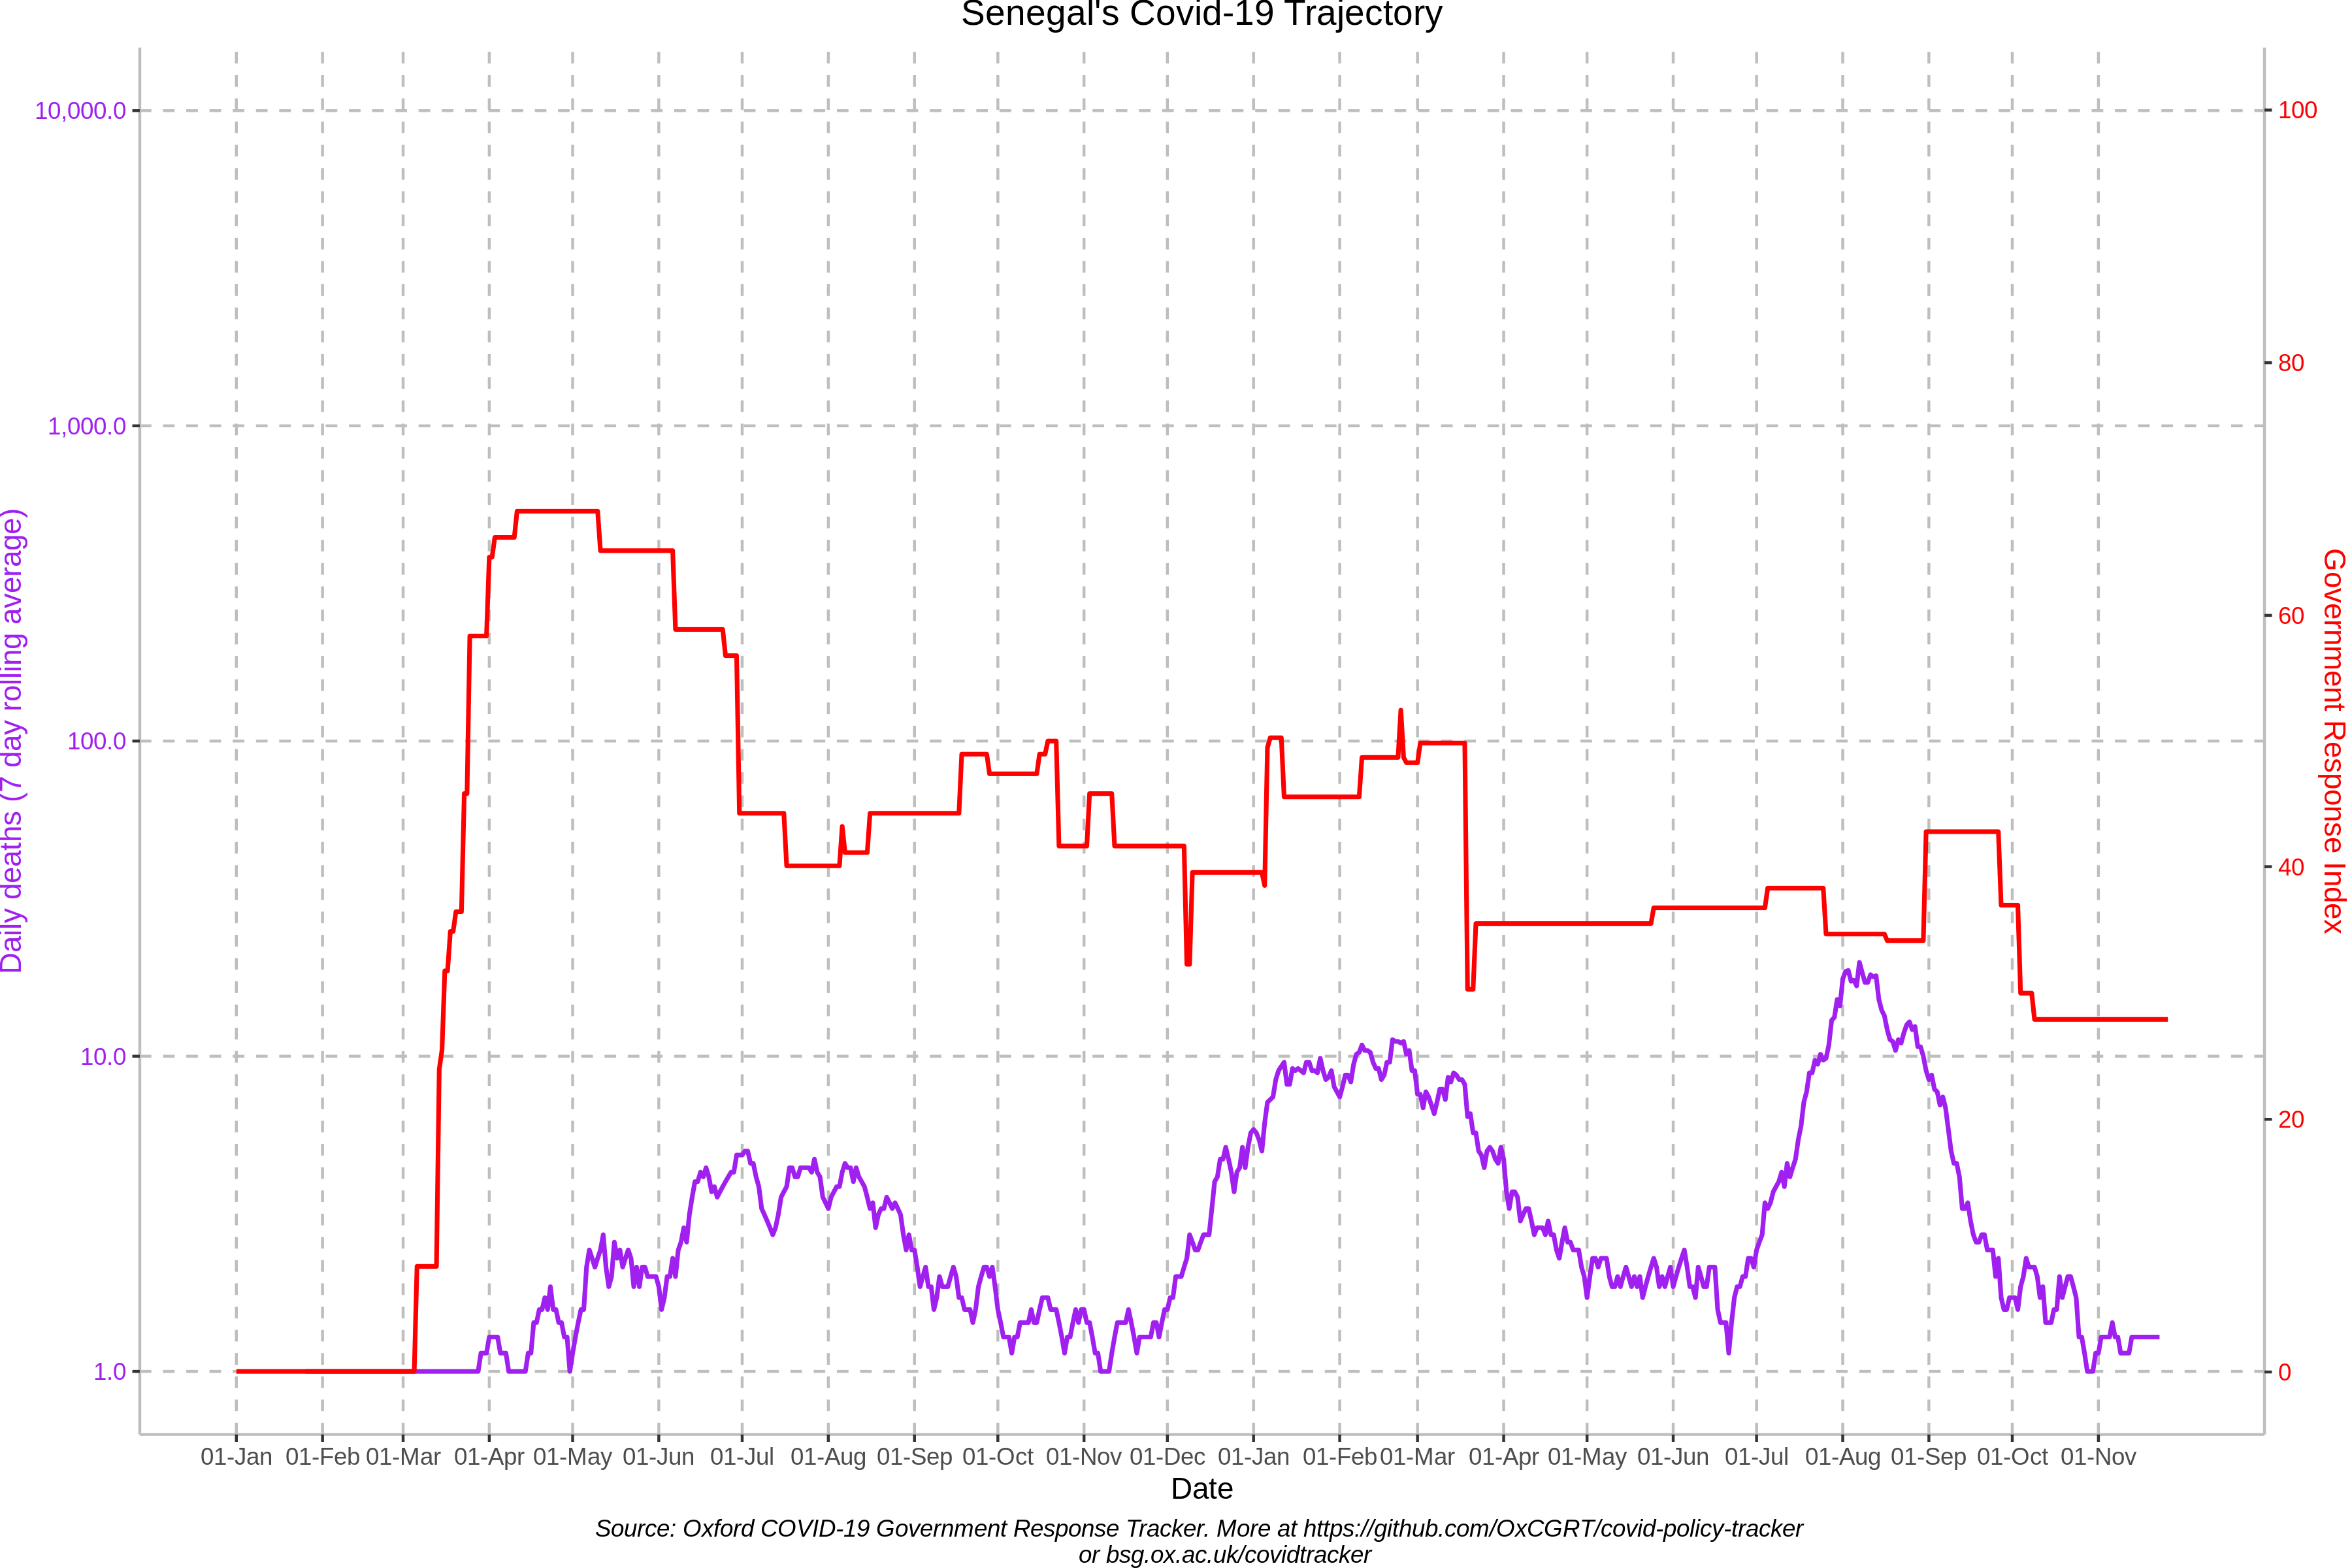 Senegal's Covid-19 Trajectory
10,000.0
1,000.0
100.0
10.0
1.0
Daily deaths (7 day rolling average)
100
80
60
40
20
0
Government Response Index
01-Jan 01-Feb 01-Mar 01-Apr 01-May 01-Jun 01-Jul 01-Aug 01-Sep 01-Oct 01-Nov 01-Dec 01-Jan 01-Feb 01-Mar 01-Apr 01-May 01-Jun 01-Jul 01-Aug 01-Sep 01-Oct 01-Nov
Date
Source: Oxford COVID-19 Government Response Tracker. More at https://github.com/OxCGRT/covid-policy-tracker
or bsg.ox.ac.uk/covidtracker